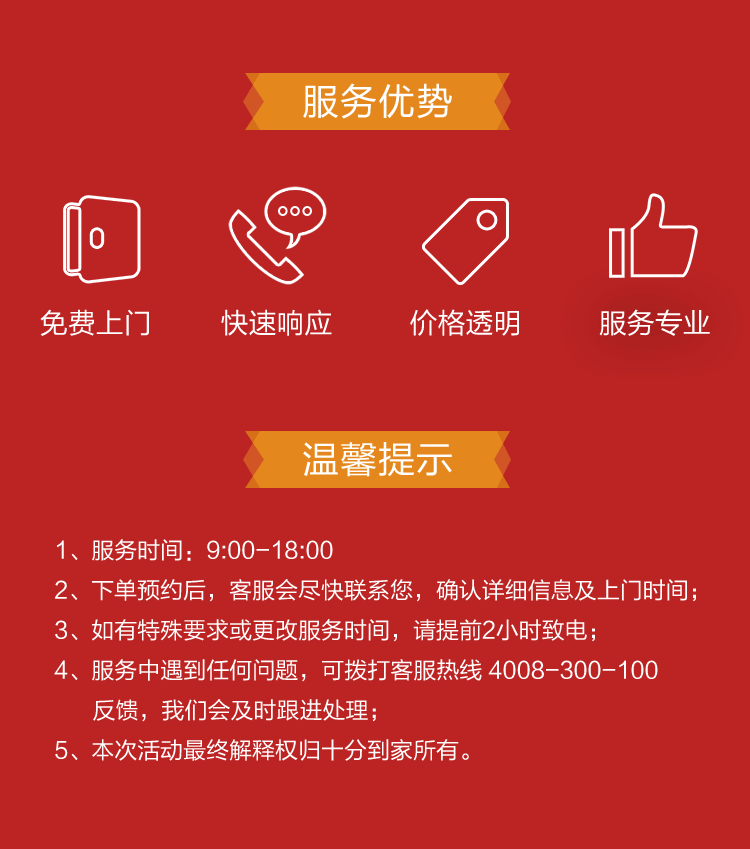 服务优势
免费上门 快速响应 价格透明 服务专业
温馨提示
1、服务时间：9:00-18:00
2、下单预约后，客服会尽快联系您，确认详细信息及上门时间；
3、如有特殊要求或更改服务时间，请提前2小时致电；
4、服务中遇到任何问题，可拨打客服热线 4008-300-100
反馈，我们会及时跟进处理；
5、本次活动最终解释权归十分到家所有。